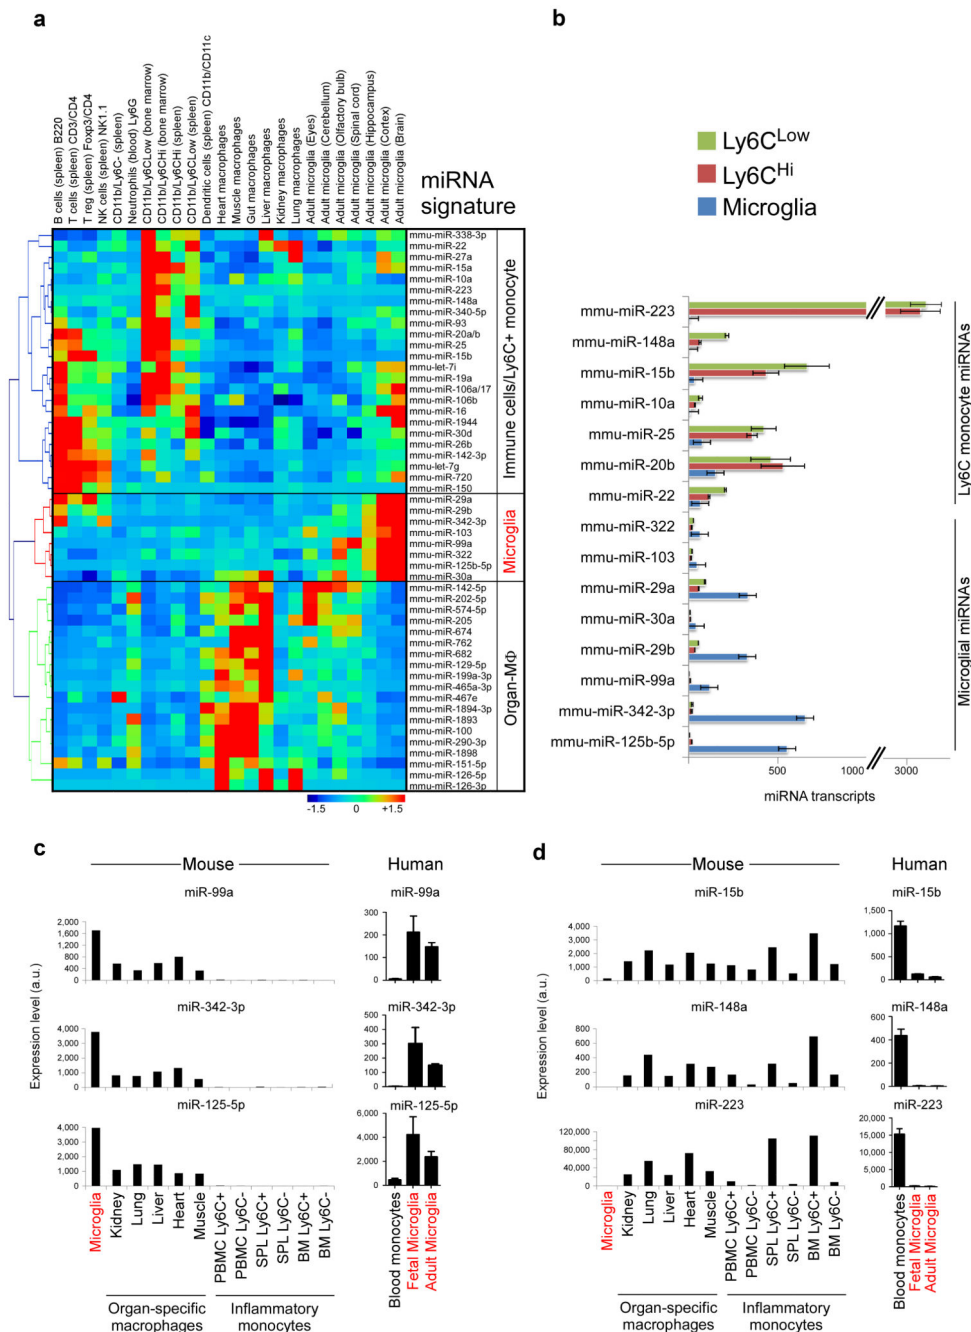 a
B cells (spleen) B220
T cells (spleen) CD3/CD4
T reg (spleen) Foxp3/CD4
NK cells (spleen) NK1.1
CD11b/Ly6C- (spleen)
Neutrophils (blood) Ly6G
CD11b/Ly6CLow (bone marrow)
CD11b/Ly6CHi (bone marrow)
CD11b/Ly6CHi (spleen)
CD11b/Ly6CLow (spleen)
Dendritic cells (spleen) CD11b/CD11c
Heart macrophages
Muscle macrophages
Gut macrophages
Liver macrophages
Kidney macrophages
Lung macrophages
Adult microglia (Eyes)
Adult microglia (Cerebellum)
Adult microglia (Olfactory bulb)
Adult microglia (Spinal cord)
Adult microglia (Hippocampus)
Adult microglia (Cortex)
Adult microglia (Brain)
miRNA
signature
mmu-miR-338-3p
mmu-miR-22
mmu-miR-27a
mmu-miR-15a
mmu-miR-10a
mmu-miR-223
mmu-miR-148a
mmu-miR-340-5p
mmu-miR-93
mmu-miR-20a/b
mmu-miR-25
mmu-miR-15b
mmu-let-7i
mmu-miR-19a
mmu-miR-106a/17
mmu-miR-106b
mmu-miR-16
mmu-miR-1944
mmu-miR-30d
mmu-miR-26b
mmu-miR-142-3p
mmu-let-7g
mmu-miR-720
mmu-miR-150
Immune cells/Ly6C+ monocyte
mmu-miR-29a
mmu-miR-29b
mmu-miR-342-3p
mmu-miR-103
mmu-miR-99a
mmu-miR-322
mmu-miR-125b-5p
mmu-miR-30a
Microglia
mmu-miR-142-5p
mmu-miR-202-5p
mmu-miR-574-5p
mmu-miR-205
mmu-miR-674
mmu-miR-762
mmu-miR-682
mmu-miR-129-5p
mmu-miR-199a-3p
mmu-miR-465a-3p
mmu-miR-467e
mmu-miR-1894-3p
mmu-miR-1893
mmu-miR-100
mmu-miR-290-3p
mmu-miR-1898
mmu-miR-151-5p
mmu-miR-126-5p
mmu-miR-126-3p
Organ-MΦ
-1.5 0 +1.5
b
Ly6CLow
Ly6CHi
Microglia
mmu-miR-223
mmu-miR-148a
mmu-miR-15b
mmu-miR-10a
mmu-miR-25
mmu-miR-20b
mmu-miR-22
mmu-miR-322
mmu-miR-103
mmu-miR-29a
mmu-miR-30a
mmu-miR-29b
mmu-miR-99a
mmu-miR-342-3p
mmu-miR-125b-5p
Ly6C monocyte miRNAs
Microglial miRNAs
500 1000 3000
miRNA transcripts
c
Mouse
Human
miR-99a
miR-99a
2,000
1,600
1,200
800
400
0
300
200
100
0
miR-342-3p
miR-342-3p
4,000
3,000
2,000
1,000
0
400
300
200
100
0
miR-125-5p
miR-125-5p
4,000
3,000
2,000
1,000
0
6,000
4,000
2,000
0
Expression level (a.u.)
Microglia
Kidney
Lung
Liver
Heart
Muscle
PBMC Ly6C+
PBMC Ly6C-
SPL Ly6C+
SPL Ly6C-
BM Ly6C+
BM Ly6C-
Blood monocytes
Fetal Microglia
Adult Microglia
Organ-specific
macrophages
Inflammatory
monocytes
d
Mouse
Human
miR-15b
miR-15b
4,000
3,000
2,000
1,000
0
1,500
1,000
500
0
miR-148a
miR-148a
800
600
400
200
0
600
400
200
0
miR-223
miR-223
120,000
80,000
40,000
0
20,000
15,000
10,000
5,000
0
Expression level (a.u.)
Microglia
Kidney
Lung
Liver
Heart
Muscle
PBMC Ly6C+
PBMC Ly6C-
SPL Ly6C+
SPL Ly6C-
BM Ly6C+
BM Ly6C-
Blood monocytes
Fetal Microglia
Adult Microglia
Organ-specific
macrophages
Inflammatory
monocytes